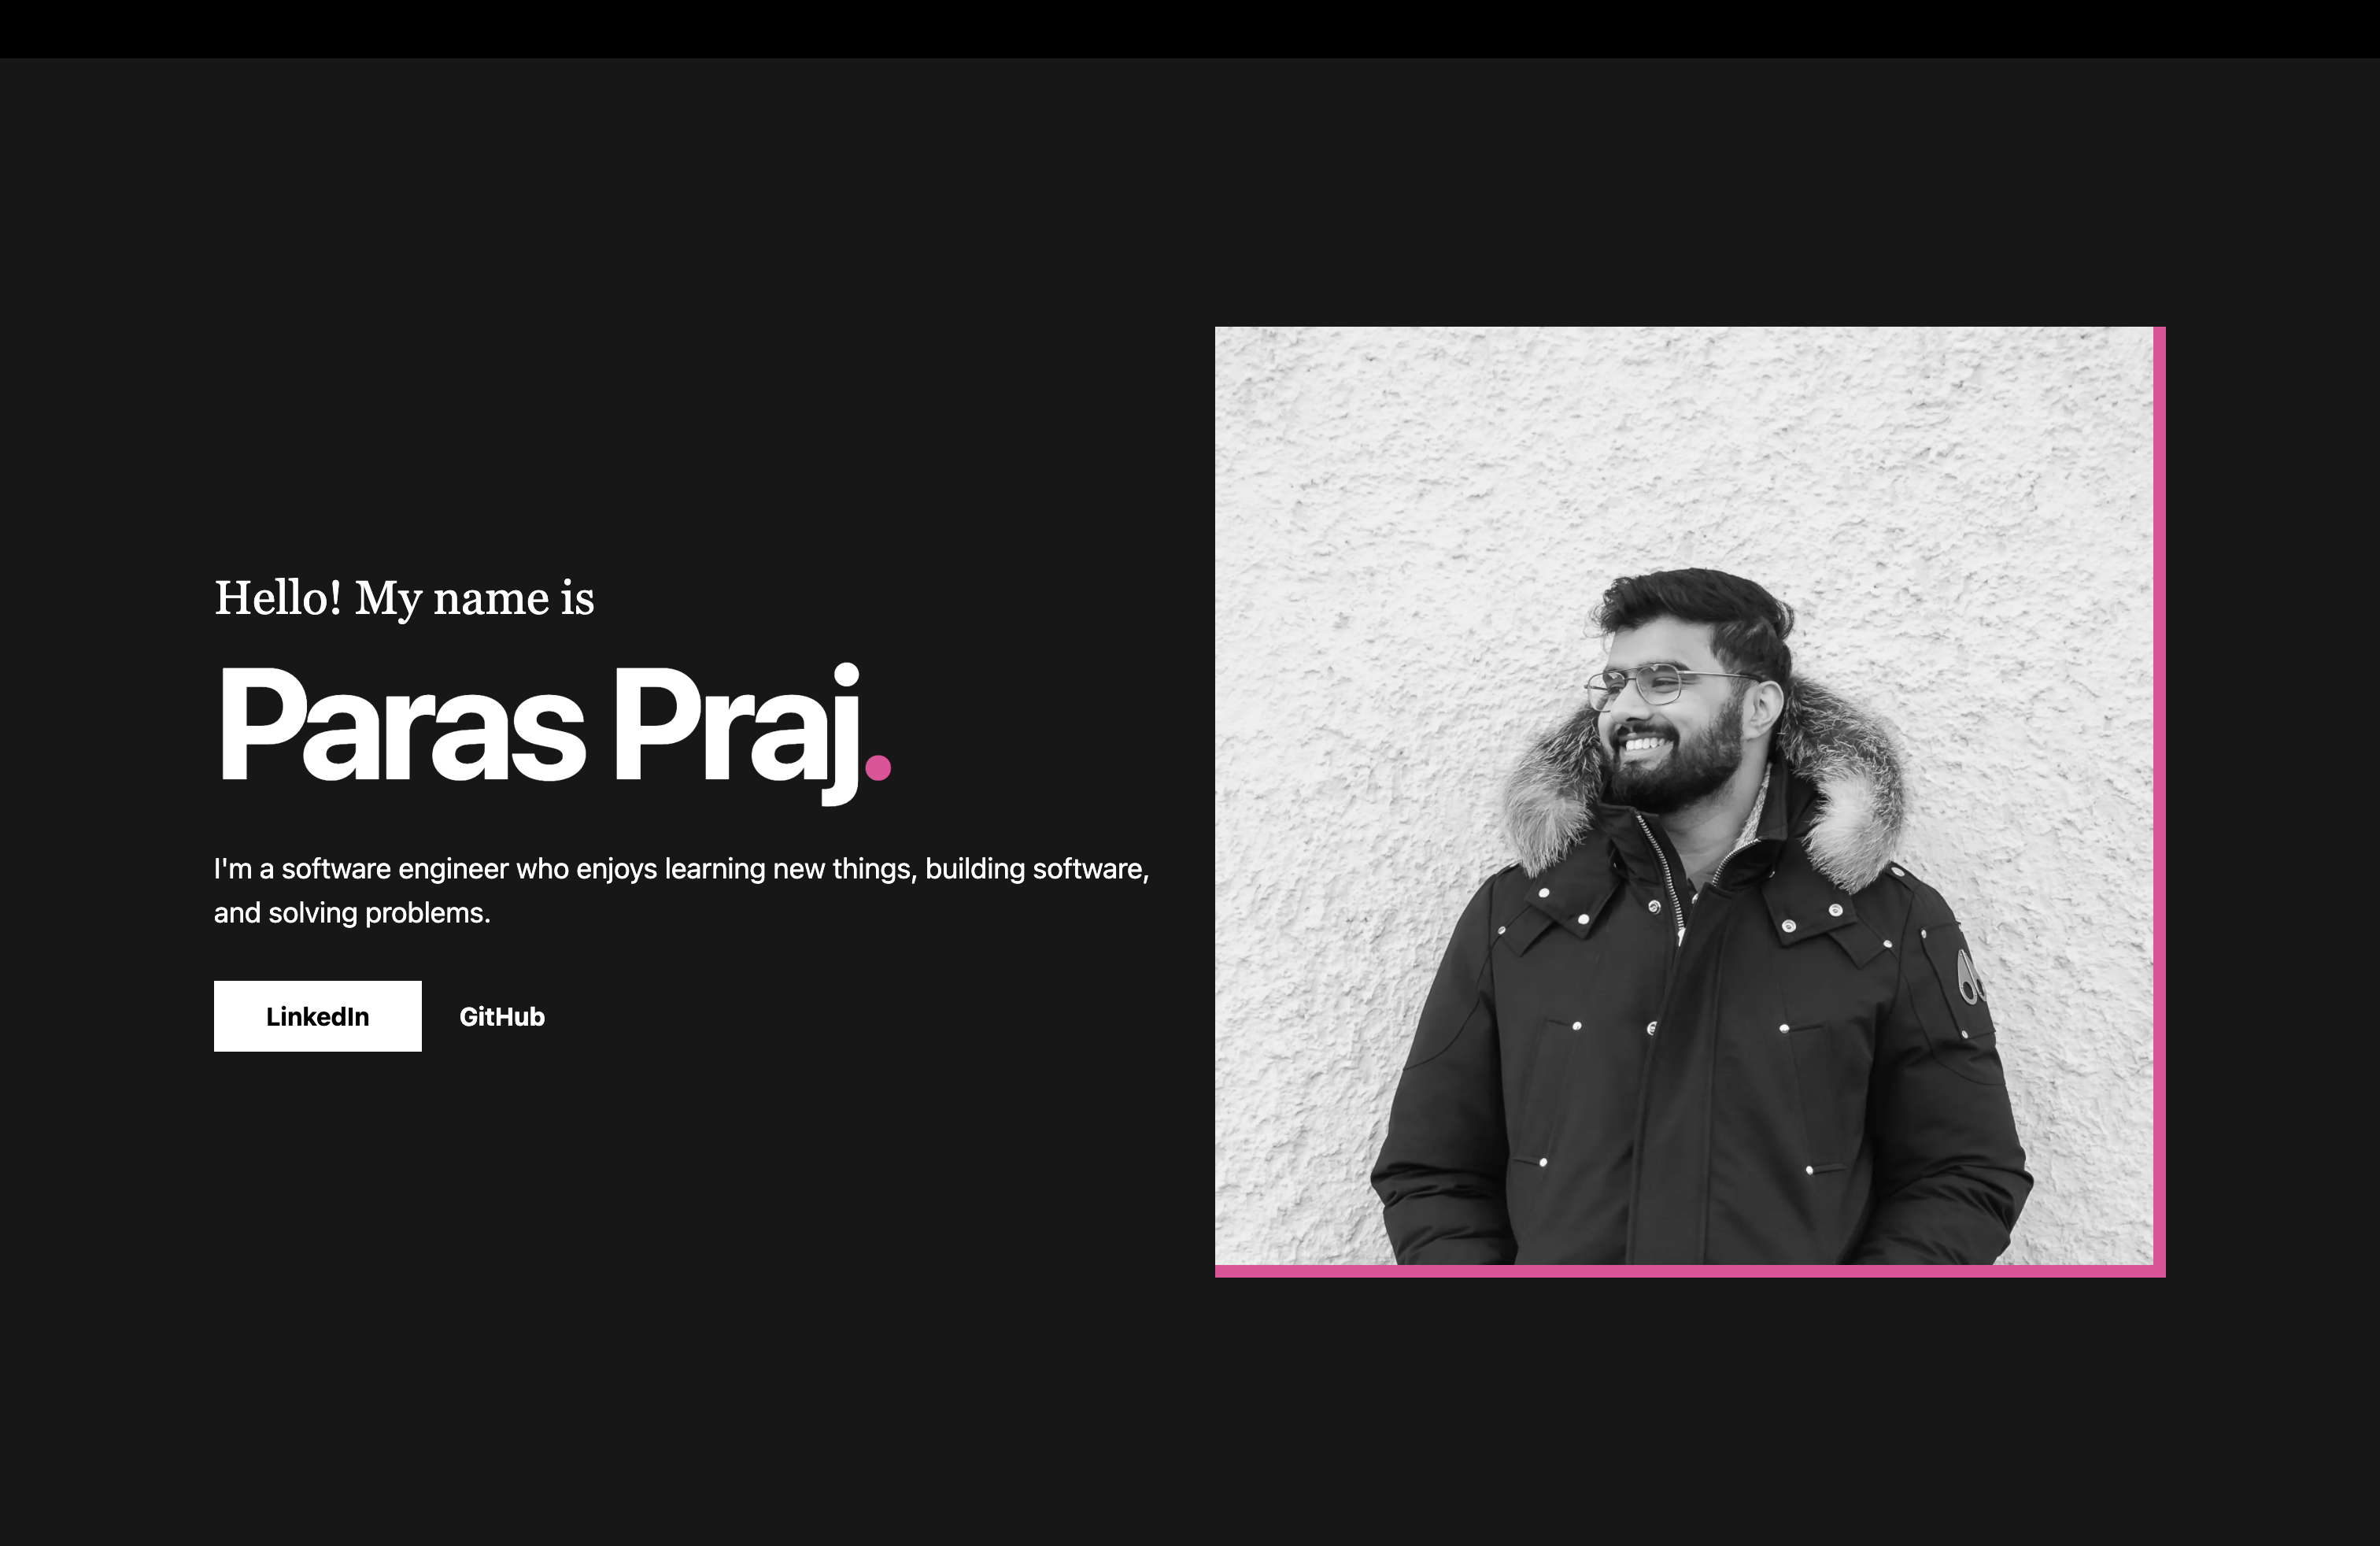 Hello! My name is
Paras Praj.
I'm a software engineer who enjoys learning new things, building software,
and solving problems.
LinkedIn
GitHub